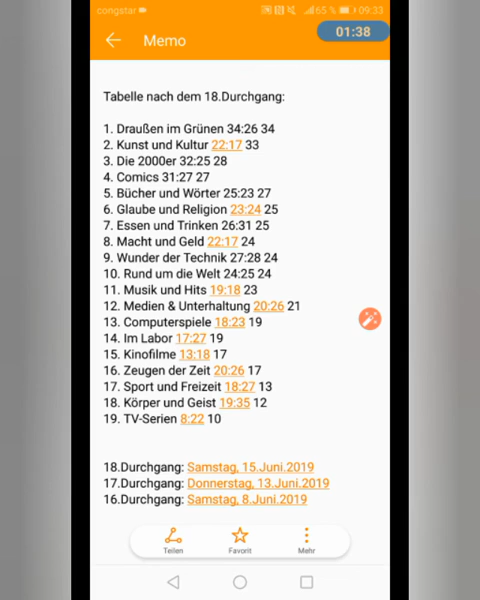 congstar 65 % 09:33
01:38
Memo
Tabelle nach dem 18.Durchgang:
1. Draußen im Grünen 34:26 34
2. Kunst und Kultur 22:17 33
3. Die 2000er 32:25 28
4. Comics 31:27 27
5. Bücher und Wörter 25:23 27
6. Glaube und Religion 23:24 25
7. Essen und Trinken 26:31 25
8. Macht und Geld 22:17 24
9. Wunder der Technik 27:28 24
10. Rund um die Welt 24:25 24
11. Musik und Hits 19:18 23
12. Medien & Unterhaltung 20:26 21
13. Computerspiele 18:23 19
14. Im Labor 17:27 19
15. Kinofilme 13:18 17
16. Zeugen der Zeit 20:26 17
17. Sport und Freizeit 18:27 13
18. Körper und Geist 19:35 12
19. TV-Serien 8:22 10
18.Durchgang: Samstag, 15.Juni.2019
17.Durchgang: Donnerstag, 13.Juni.2019
16.Durchgang: Samstag, 8.Juni.2019
Teilen Favorit Mehr